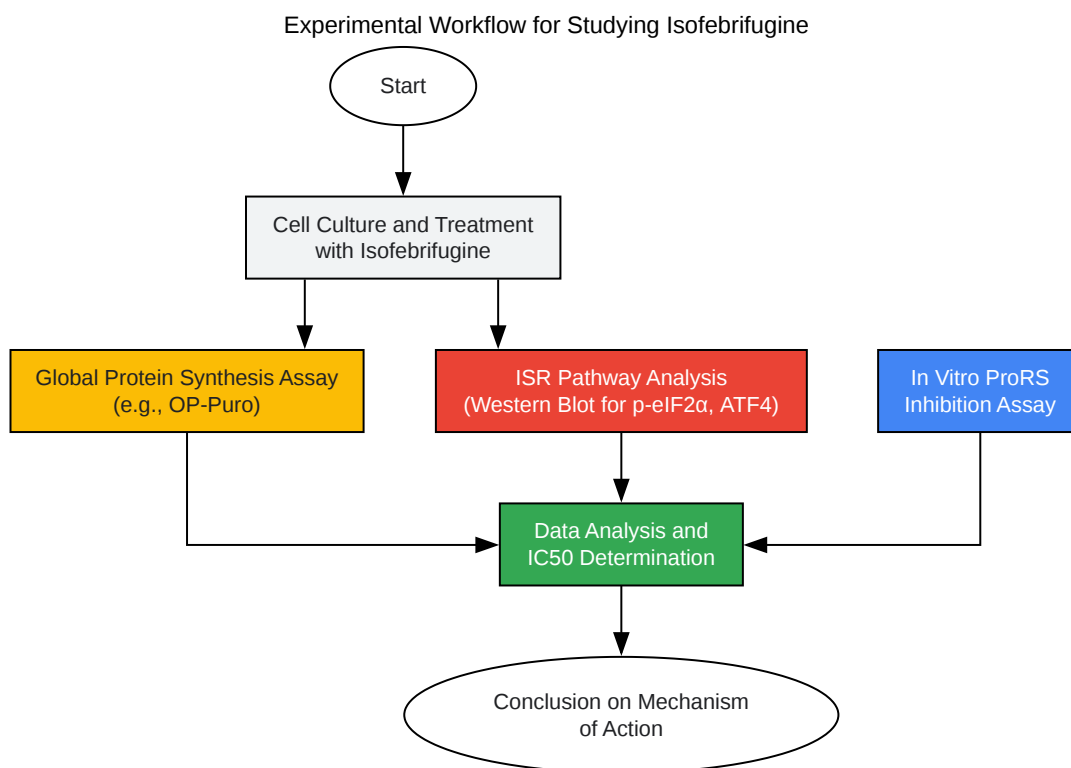 Experimental Workflow for Studying Isofebrifugine
Start
Cell Culture and Treatment
with Isofebrifugine
Global Protein Synthesis Assay
(e.g., OP-Puro)
ISR Pathway Analysis
(Western Blot for p-eIF2α, ATF4)
In Vitro ProRS
Inhibition Assay
Data Analysis and
IC50 Determination
Conclusion on Mechanism
of Action